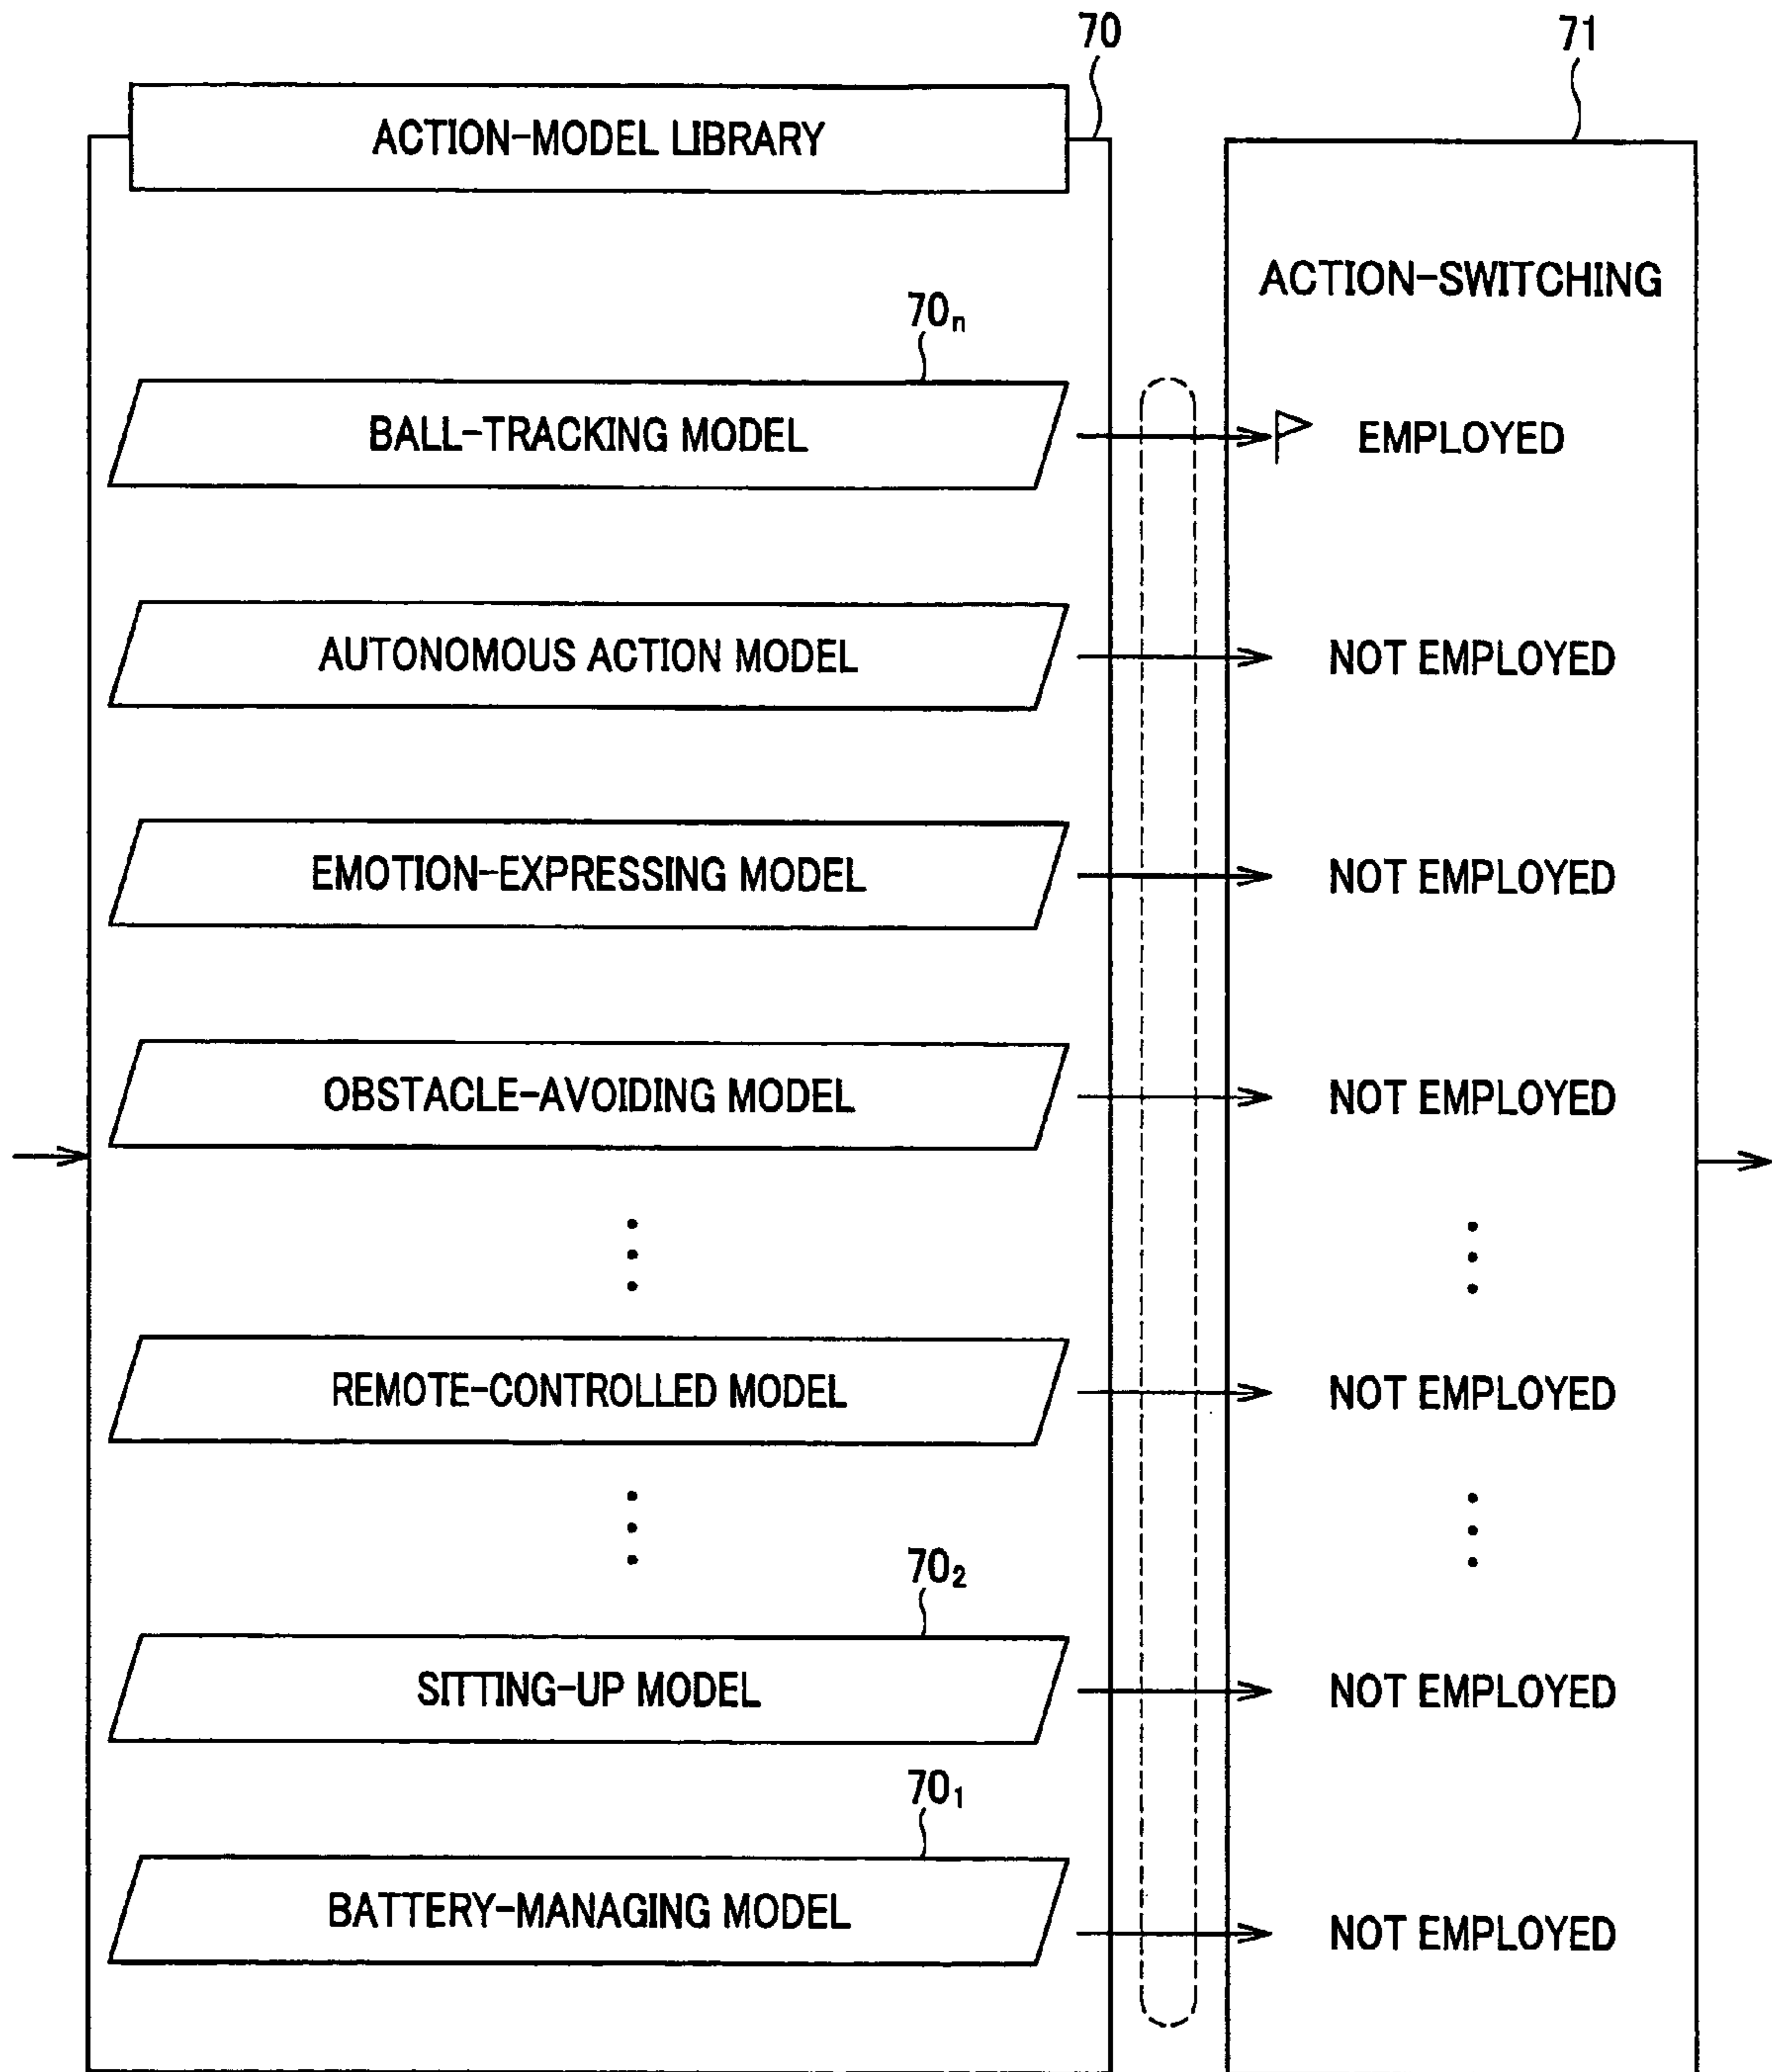 70
71
ACTION-MODEL LIBRARY
ACTION-SWITCHING
70n
BALL-TRACKING MODEL
EMPLOYED
AUTONOMOUS ACTION MODEL
NOT EMPLOYED
EMOTION-EXPRESSING MODEL
NOT EMPLOYED
OBSTACLE-AVOIDING MODEL
NOT EMPLOYED
REMOTE-CONTROLLED MODEL
NOT EMPLOYED
70₂
SITTING-UP MODEL
NOT EMPLOYED
70₁
BATTERY-MANAGING MODEL
NOT EMPLOYED